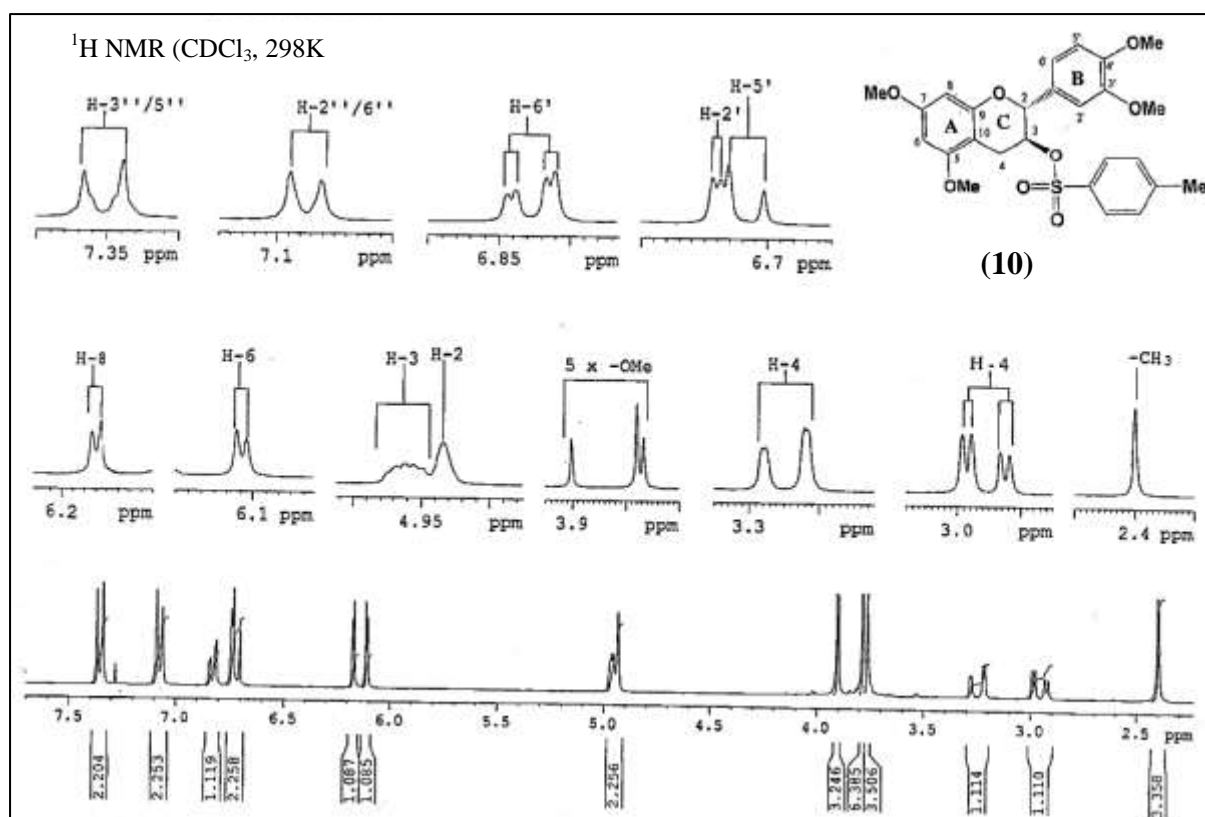 ¹H NMR (CDCl₃, 298K
H-3''/5''
H-2''/6''
H-6'
H-2'
H-5'
7.35 ppm
7.1 ppm
6.85 ppm
6.7 ppm
OMe
OMe
MeO
OMe
Me
A
B
C
O
O
O
O
S
2
3
4
5
6
7
8
9
10
2'
3'
4'
5'
6'
(10)
H-8
H-6
H-3
H-2
5 x -OMe
H-4
H-4
-CH₃
6.2 ppm
6.1 ppm
4.95 ppm
3.9 ppm
3.3 ppm
3.0 ppm
2.4 ppm
7.5 7.0 6.5 6.0 5.5 5.0 4.5 4.0 3.5 3.0 2.5 ppm
2.204 2.253 1.119 2.258 1.087 1.085 2.256 3.246 6.385 3.506 1.114 1.110 3.358